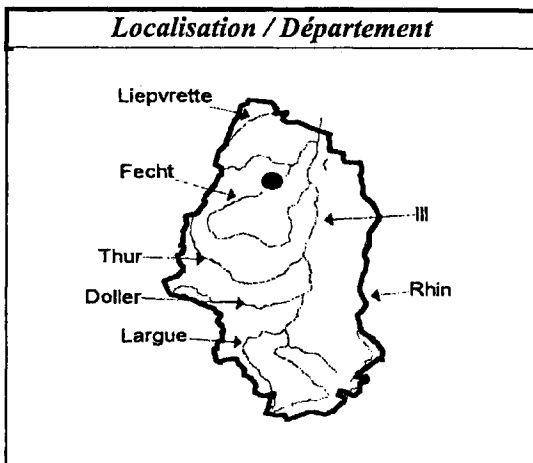 Localisation / Département
Liepvrette
Fecht
Ill
Thur
Doller
Rhin
Largue